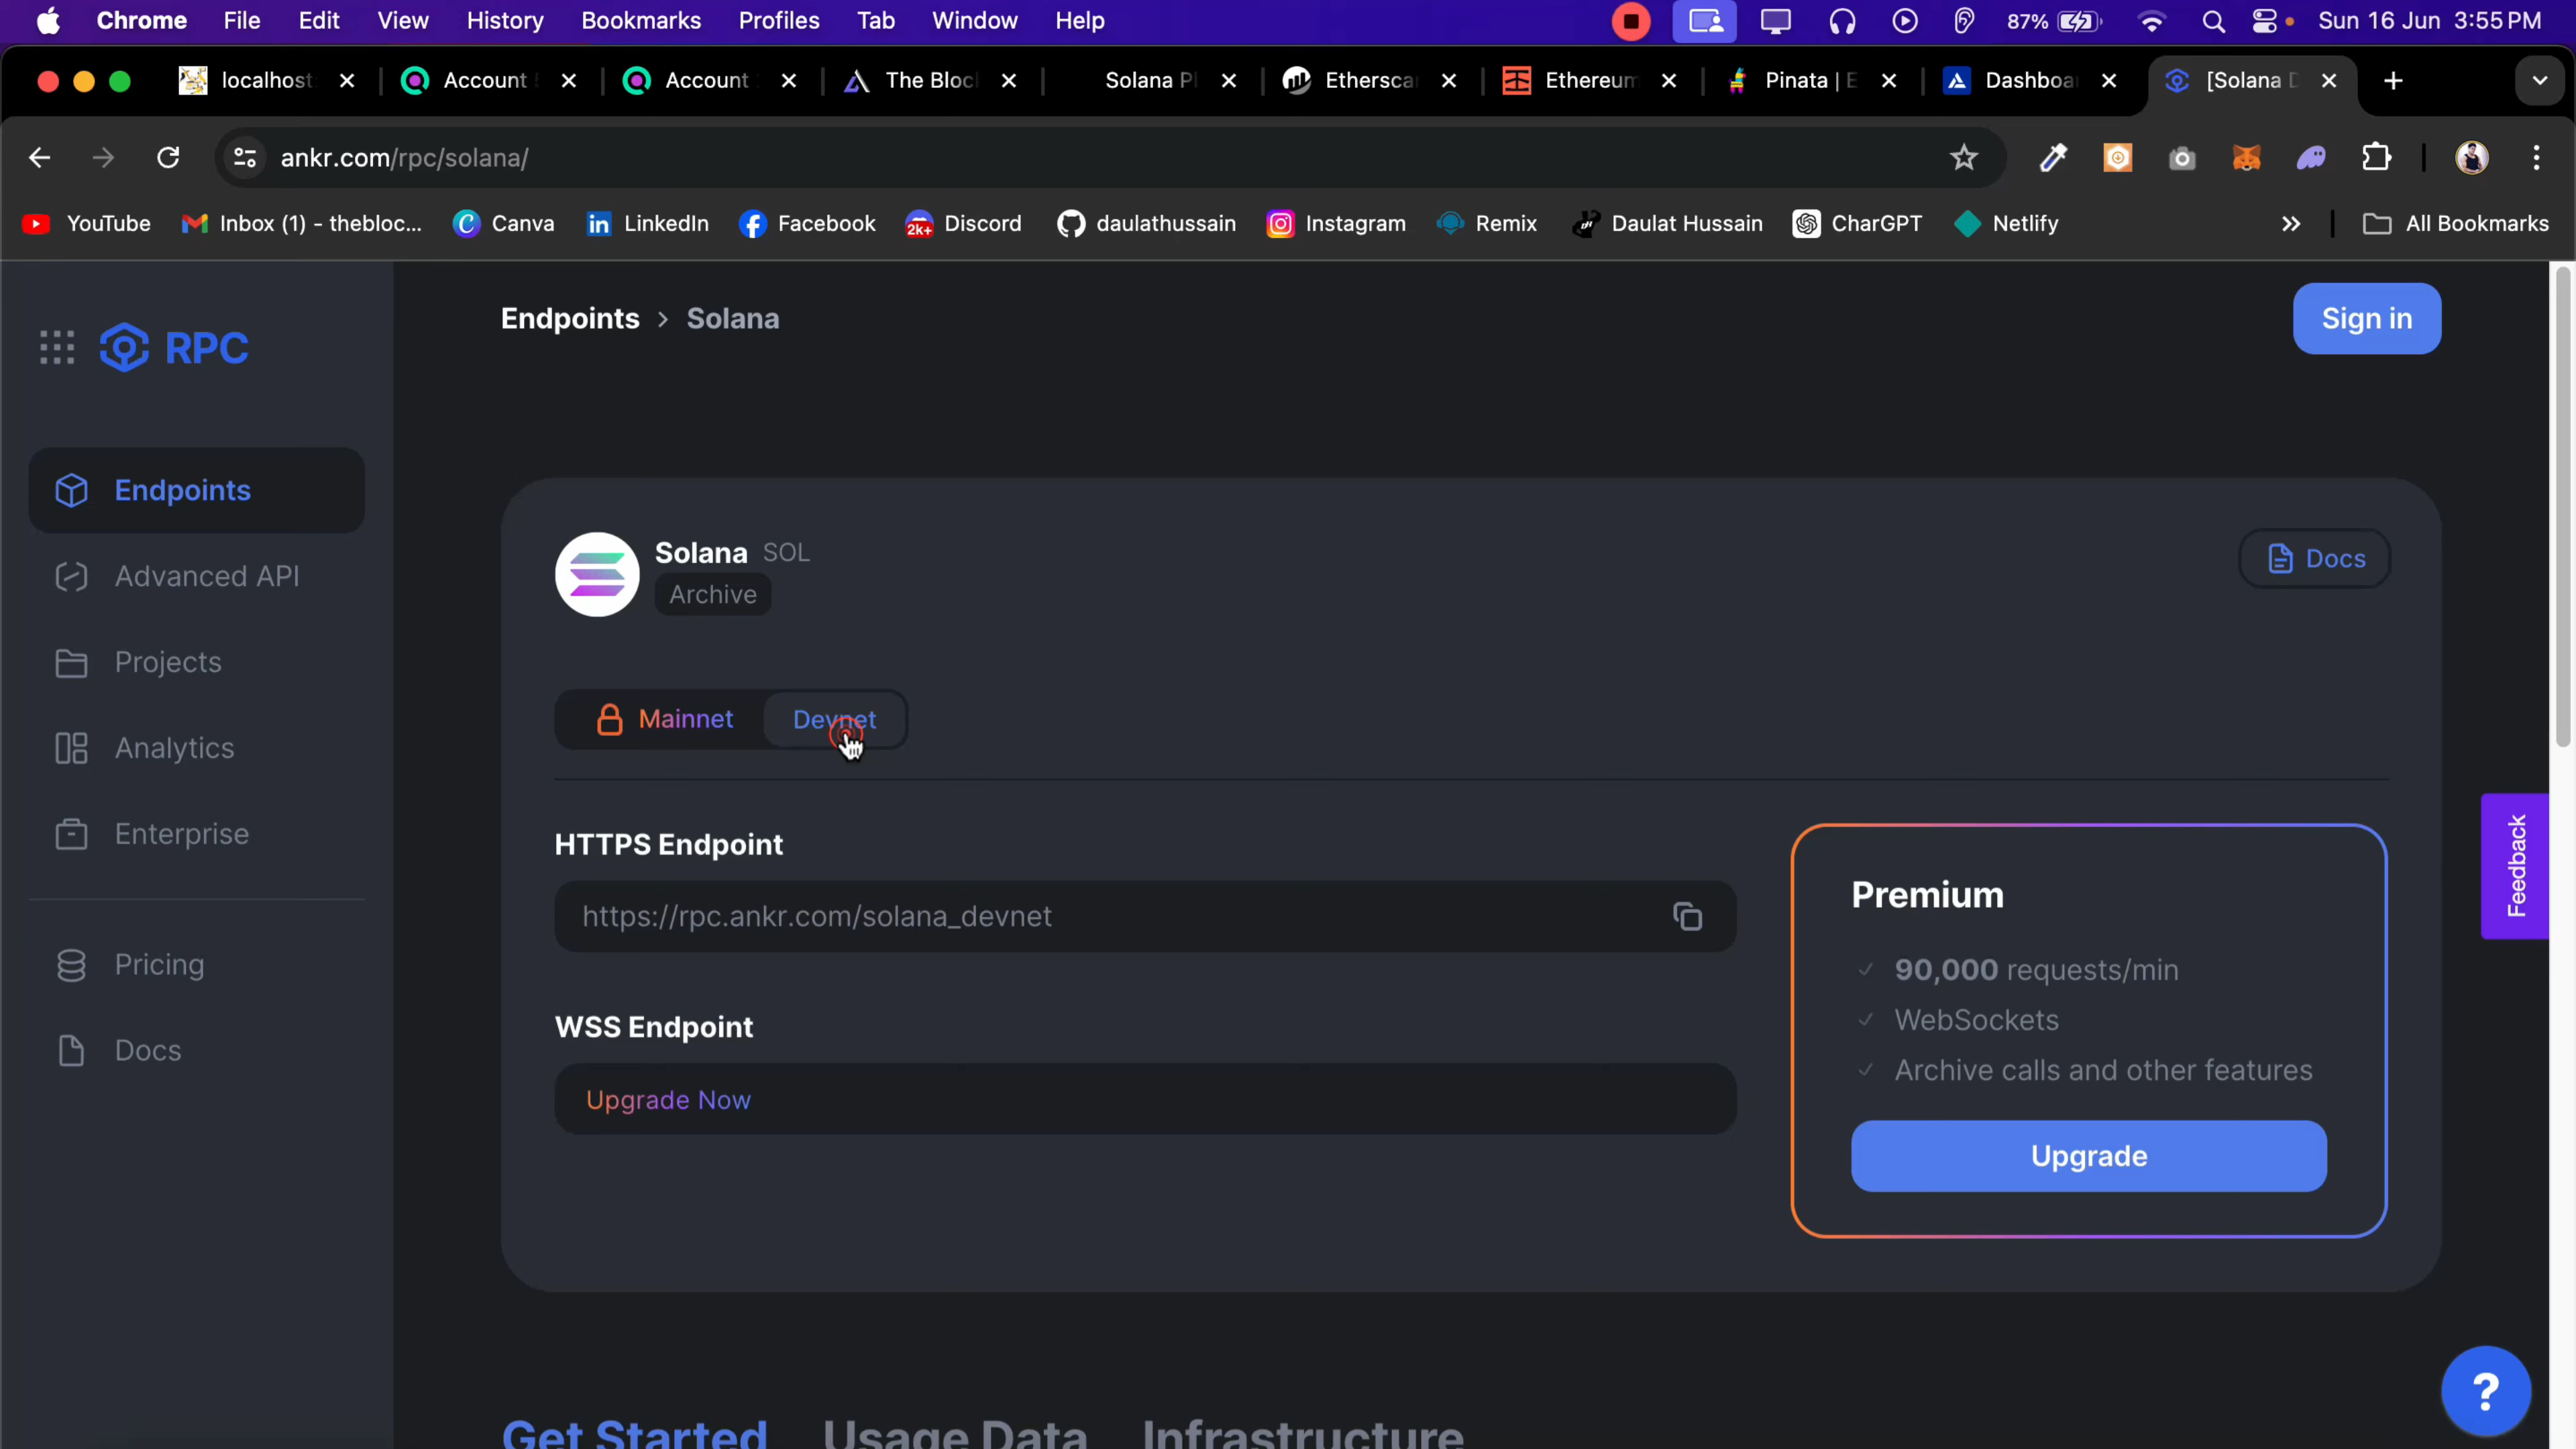 Chrome File Edit View History Bookmarks Profiles Tab Window Help 87% Sun 16 Jun 3:55 PM
localhost: Account Account The Bloc Solana Pl Etherscan Ethereum Pinata | E Dashboa [Solana D
ankr.com/rpc/solana/
YouTube Inbox (1) - thebloc... Canva LinkedIn Facebook 2k+ Discord daulathussain Instagram Remix Daulat Hussain CharGPT Netlify All Bookmarks
Endpoints > Solana
Sign in
RPC
Endpoints
Advanced API
Projects
Analytics
Enterprise
Pricing
Docs
Solana SOL
Archive
Docs
Mainnet Devnet
HTTPS Endpoint
https://rpc.ankr.com/solana_devnet
WSS Endpoint
Upgrade Now
Premium
90,000 requests/min
WebSockets
Archive calls and other features
Upgrade
Feedback
?
Get Started Usage Data Infrastructure